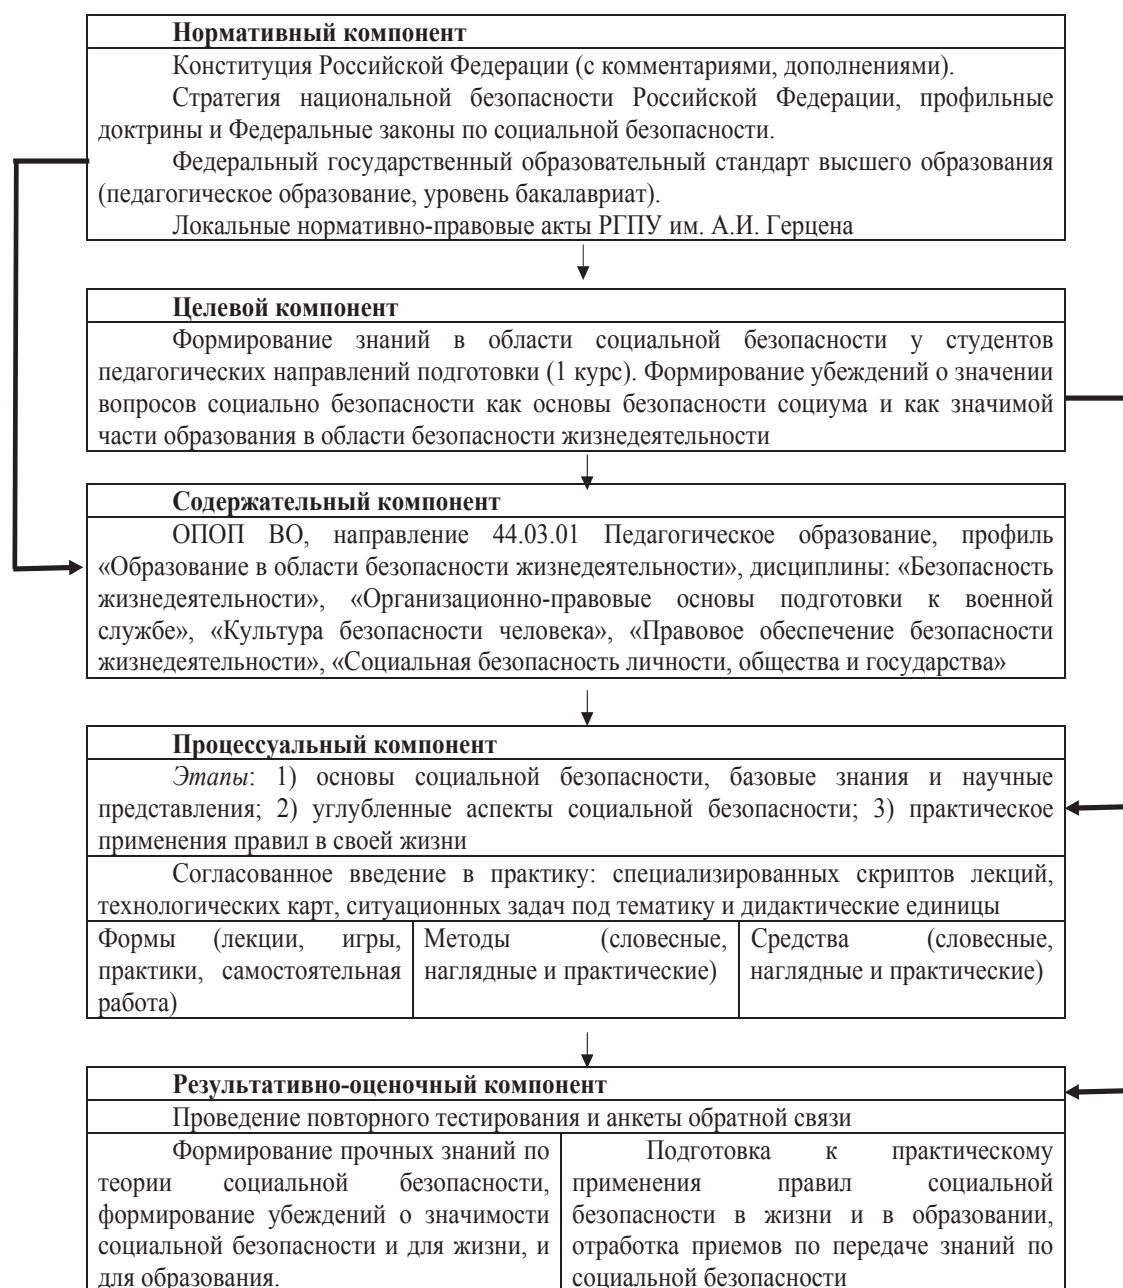 Нормативный компонент
Конституция Российской Федерации (с комментариями, дополнениями).
Стратегия национальной безопасности Российской Федерации, профильные
доктрины и Федеральные законы по социальной безопасности.
Федеральный государственный образовательный стандарт высшего образования
(педагогическое образование, уровень бакалавриат).
Локальные нормативно-правовые акты РГПУ им. А.И. Герцена
Целевой компонент
Формирование знаний в области социальной безопасности у студентов
педагогических направлений подготовки (1 курс). Формирование убеждений о значении
вопросов социально безопасности как основы безопасности социума и как значимой
части образования в области безопасности жизнедеятельности
Содержательный компонент
ОПОП ВО, направление 44.03.01 Педагогическое образование, профиль
«Образование в области безопасности жизнедеятельности», дисциплины: «Безопасность
жизнедеятельности», «Организационно-правовые основы подготовки к военной
службе», «Культура безопасности человека», «Правовое обеспечение безопасности
жизнедеятельности», «Социальная безопасность личности, общества и государства»
Процессуальный компонент
Этапы: 1) основы социальной безопасности, базовые знания и научные
представления; 2) углубленные аспекты социальной безопасности; 3) практическое
применения правил в своей жизни
Согласованное введение в практику: специализированных скриптов лекций,
технологических карт, ситуационных задач под тематику и дидактические единицы
Формы (лекции, игры,
практики, самостоятельная
работа)
Методы (словесные,
наглядные и практические)
Средства (словесные,
наглядные и практические)
Результативно-оценочный компонент
Проведение повторного тестирования и анкеты обратной связи
Формирование прочных знаний по
теории социальной безопасности,
формирование убеждений о значимости
социальной безопасности и для жизни, и
для образования.
Подготовка к практическому
применения правил социальной
безопасности в жизни и в образовании,
отработка приемов по передаче знаний по
социальной безопасности